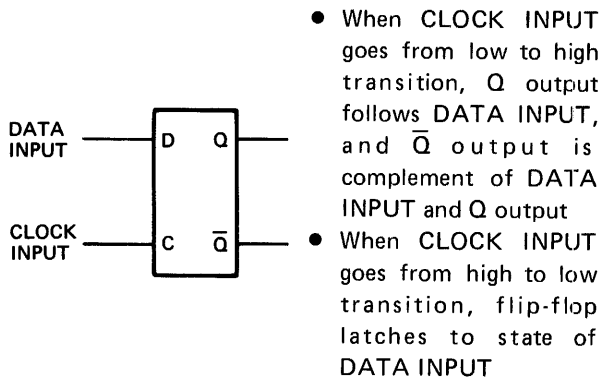 DATA
INPUT
D Q
CLOCK
INPUT
C Q̅
● When CLOCK INPUT
goes from low to high
transition, Q output
follows DATA INPUT,
and Q̅ output is
complement of DATA
INPUT and Q output
● When CLOCK INPUT
goes from high to low
transition, flip-flop
latches to state of
DATA INPUT